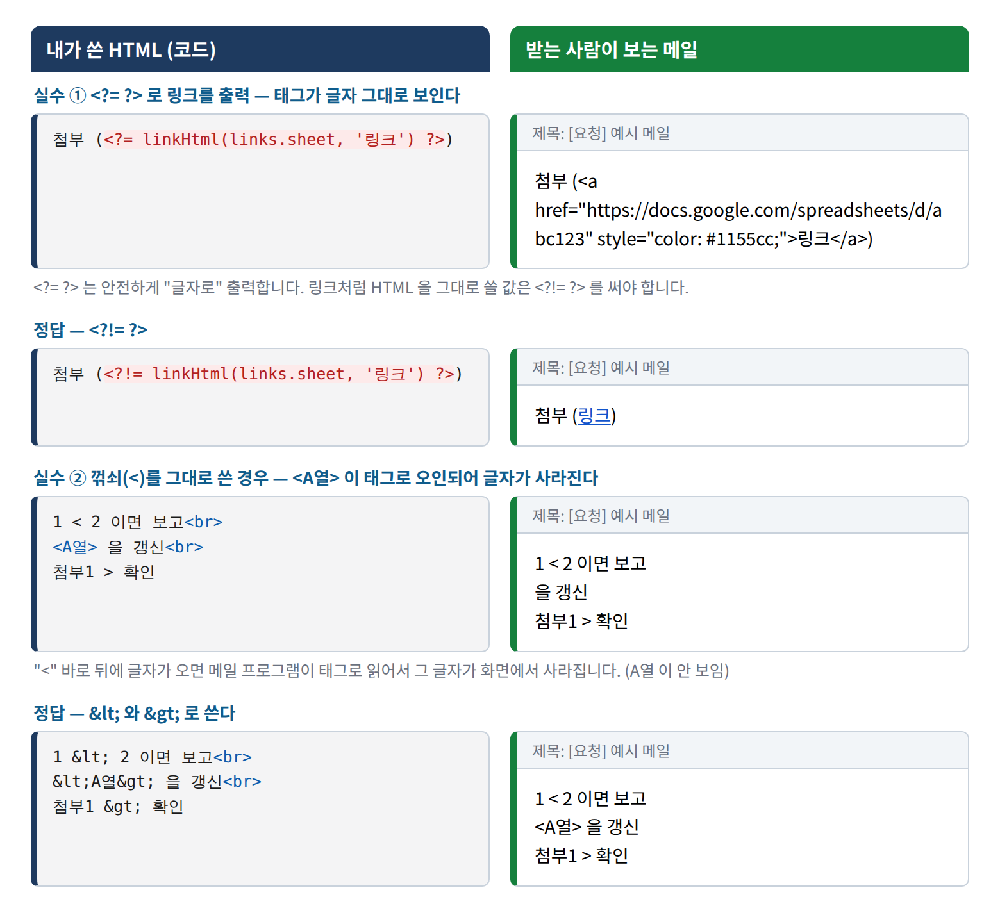 내가 쓴 HTML (코드)
받는 사람이 보는 메일
실수 ① <?= ?> 로 링크를 출력 — 태그가 글자 그대로 보인다
첨부 (<?= linkHtml(links.sheet, '링크') ?>)
제목: [요청] 예시 메일
첨부 (<a
href="https://docs.google.com/spreadsheets/d/a
bc123" style="color: #1155cc;">링크</a>)
<?= ?> 는 안전하게 "글자로" 출력합니다. 링크처럼 HTML 을 그대로 쓸 값은 <?!= ?> 를 써야 합니다.
정답 — <?!= ?>
첨부 (<?!= linkHtml(links.sheet, '링크') ?>)
제목: [요청] 예시 메일
첨부 (링크)
실수 ② 꺾쇠(<)를 그대로 쓴 경우 — <A열> 이 태그로 오인되어 글자가 사라진다
1 < 2 이면 보고<br>
<A열> 을 갱신<br>
첨부1 > 확인
제목: [요청] 예시 메일
1 < 2 이면 보고
을 갱신
첨부1 > 확인
"<" 바로 뒤에 글자가 오면 메일 프로그램이 태그로 읽어서 그 글자가 화면에서 사라집니다. (A열 이 안 보임)
정답 — &lt; 와 &gt; 로 쓴다
1 &lt; 2 이면 보고<br>
&lt;A열&gt; 을 갱신<br>
첨부1 &gt; 확인
제목: [요청] 예시 메일
1 < 2 이면 보고
<A열> 을 갱신
첨부1 > 확인